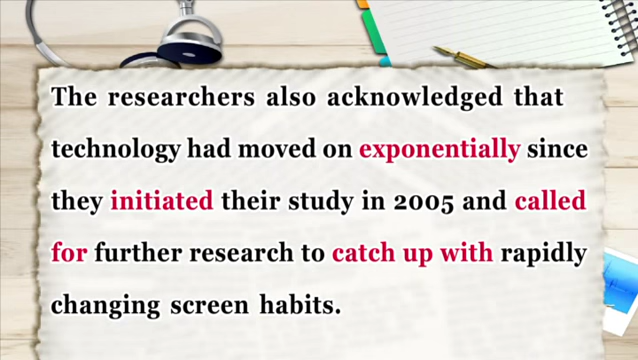 The researchers also acknowledged that
technology had moved on exponentially since
they initiated their study in 2005 and called
for further research to catch up with rapidly
changing screen habits.